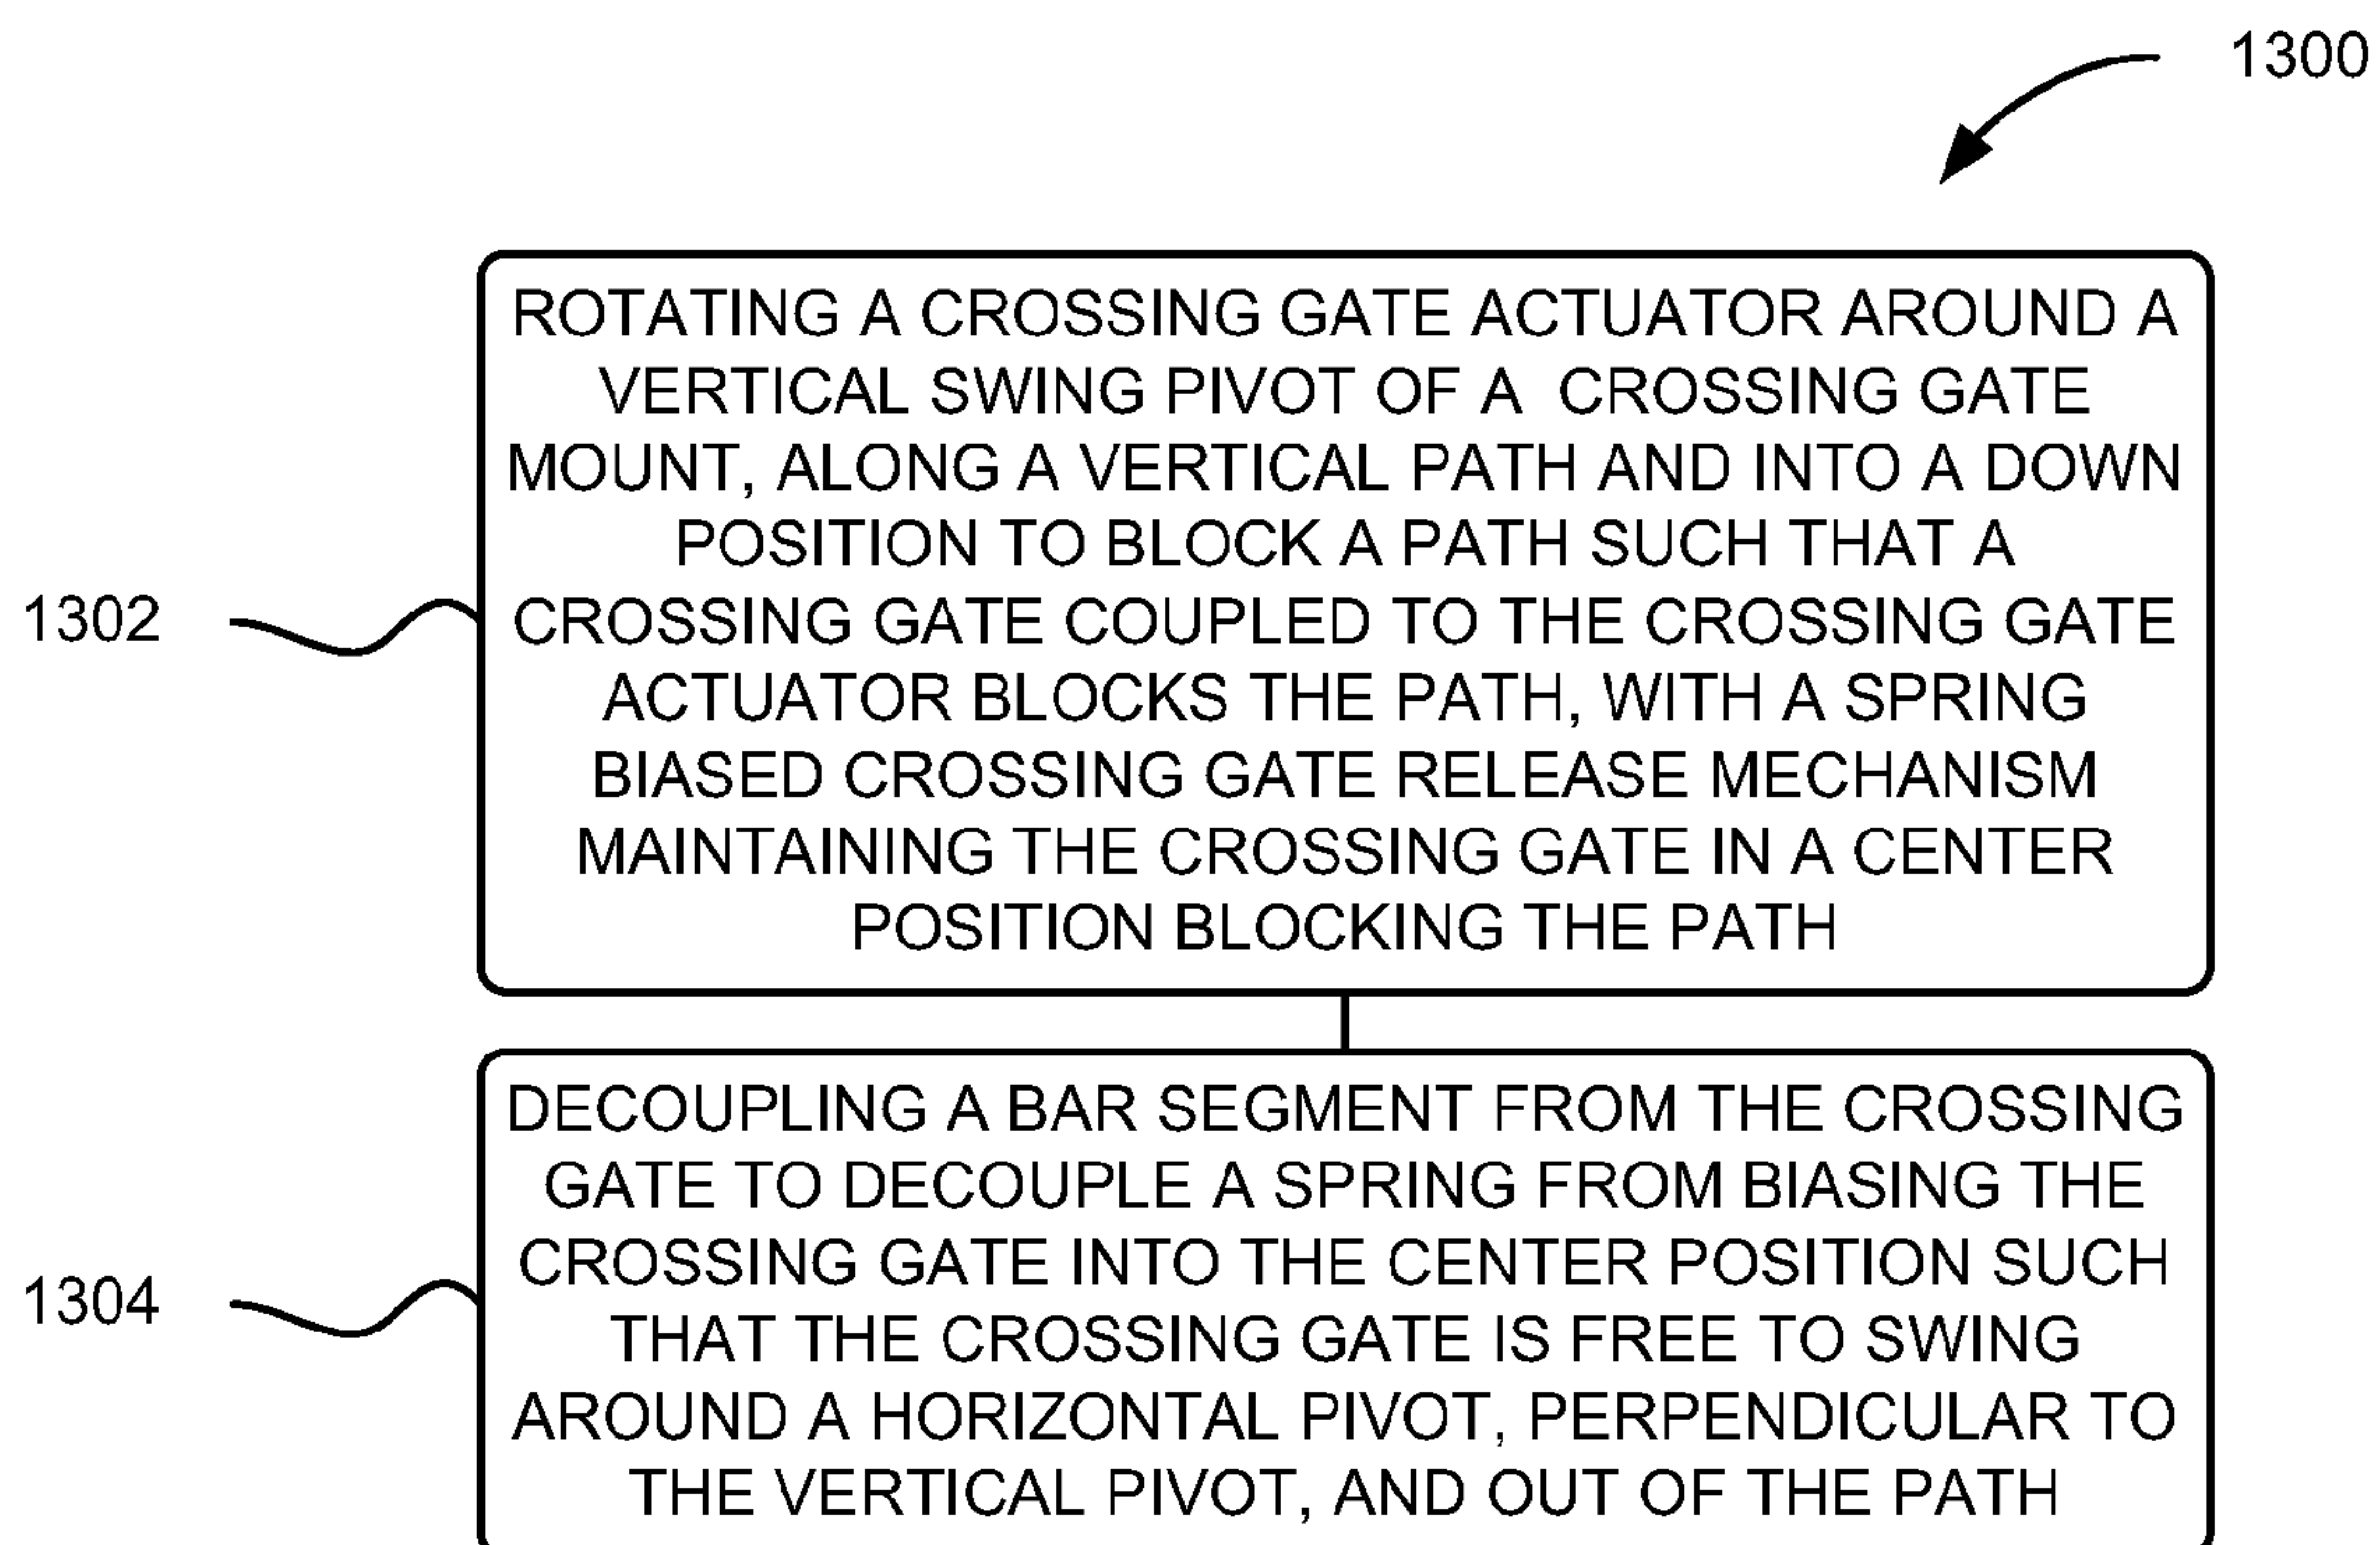 1300
ROTATING A CROSSING GATE ACTUATOR AROUND A
VERTICAL SWING PIVOT OF A CROSSING GATE
MOUNT, ALONG A VERTICAL PATH AND INTO A DOWN
POSITION TO BLOCK A PATH SUCH THAT A
1302
CROSSING GATE COUPLED TO THE CROSSING GATE
ACTUATOR BLOCKS THE PATH, WITH A SPRING
BIASED CROSSING GATE RELEASE MECHANISM
MAINTAINING THE CROSSING GATE IN A CENTER
POSITION BLOCKING THE PATH
DECOUPLING A BAR SEGMENT FROM THE CROSSING
GATE TO DECOUPLE A SPRING FROM BIASING THE
CROSSING GATE INTO THE CENTER POSITION SUCH
1304
THAT THE CROSSING GATE IS FREE TO SWING
AROUND A HORIZONTAL PIVOT, PERPENDICULAR TO
THE VERTICAL PIVOT, AND OUT OF THE PATH